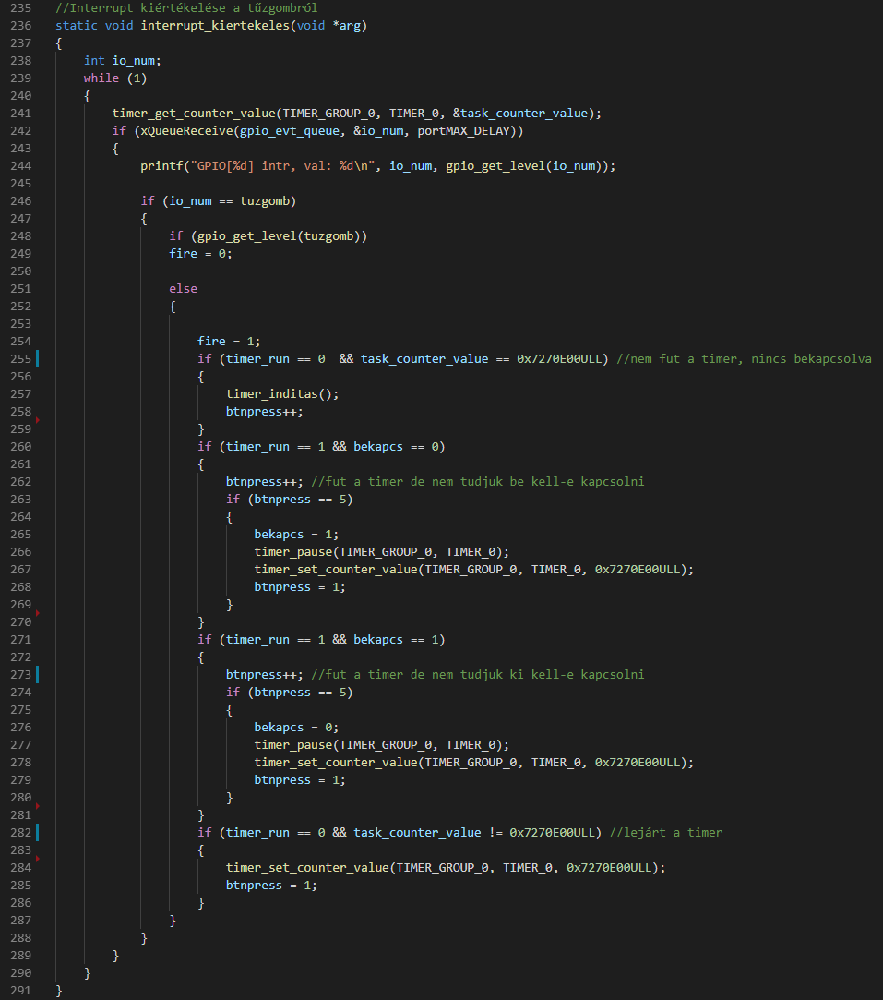 235 //Interrupt kiértékelése a tűzgombról
236 static void interrupt_kiertekeles(void *arg)
237 {
238 int io_num;
239 while (1)
240 {
241 timer_get_counter_value(TIMER_GROUP_0, TIMER_0, &task_counter_value);
242 if (xQueueReceive(gpio_evt_queue, &io_num, portMAX_DELAY))
243 {
244 printf("GPIO[%d] intr, val: %d\n", io_num, gpio_get_level(io_num));
245
246 if (io_num == tuzgomb)
247 {
248 if (gpio_get_level(tuzgomb))
249 fire = 0;
250
251 else
252 {
253
254 fire = 1;
255 if (timer_run == 0  && task_counter_value == 0x7270E00ULL) //nem fut a timer, nincs bekapcsolva
256 {
257 timer_inditas();
258 btnpress++;
259 }
260 if (timer_run == 1 && bekapcs == 0)
261 {
262 btnpress++; //fut a timer de nem tudjuk be kell-e kapcsolni
263 if (btnpress == 5)
264 {
265 bekapcs = 1;
266 timer_pause(TIMER_GROUP_0, TIMER_0);
267 timer_set_counter_value(TIMER_GROUP_0, TIMER_0, 0x7270E00ULL);
268 btnpress = 1;
269 }
270 }
271 if (timer_run == 1 && bekapcs == 1)
272 {
273 btnpress++; //fut a timer de nem tudjuk ki kell-e kapcsolni
274 if (btnpress == 5)
275 {
276 bekapcs = 0;
277 timer_pause(TIMER_GROUP_0, TIMER_0);
278 timer_set_counter_value(TIMER_GROUP_0, TIMER_0, 0x7270E00ULL);
279 btnpress = 1;
280 }
281 }
282 if (timer_run == 0 && task_counter_value != 0x7270E00ULL) //lejárt a timer
283 {
284 timer_set_counter_value(TIMER_GROUP_0, TIMER_0, 0x7270E00ULL);
285 btnpress = 1;
286 }
287 }
288 }
289 }
290 }
291 }